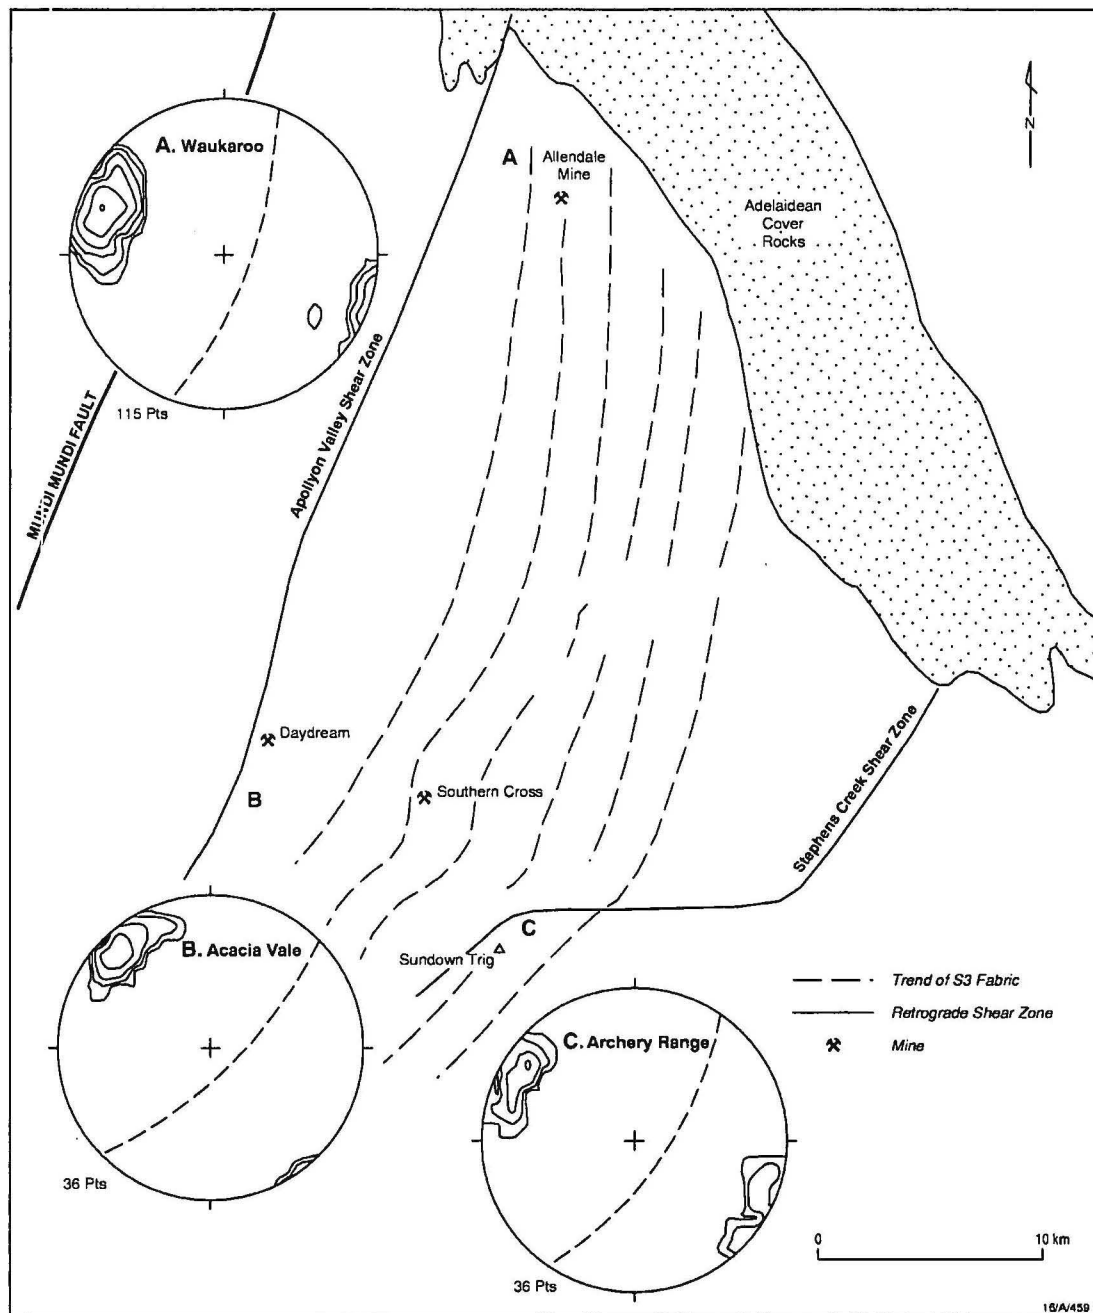 A. Waukaroo
115 Pts
MUNDI MUNDI FAULT
Apollyon Valley Shear Zone
A
Allendale
Mine
Adelaidean
Cover
Rocks
N
Daydream
B
Southern Cross
Stephens Creek Shear Zone
C
Sundown Trig
B. Acacia Vale
36 Pts
C. Archery Range
36 Pts
Trend of S3 Fabric
Retrograde Shear Zone
Mine
0
10 km
16/A/459